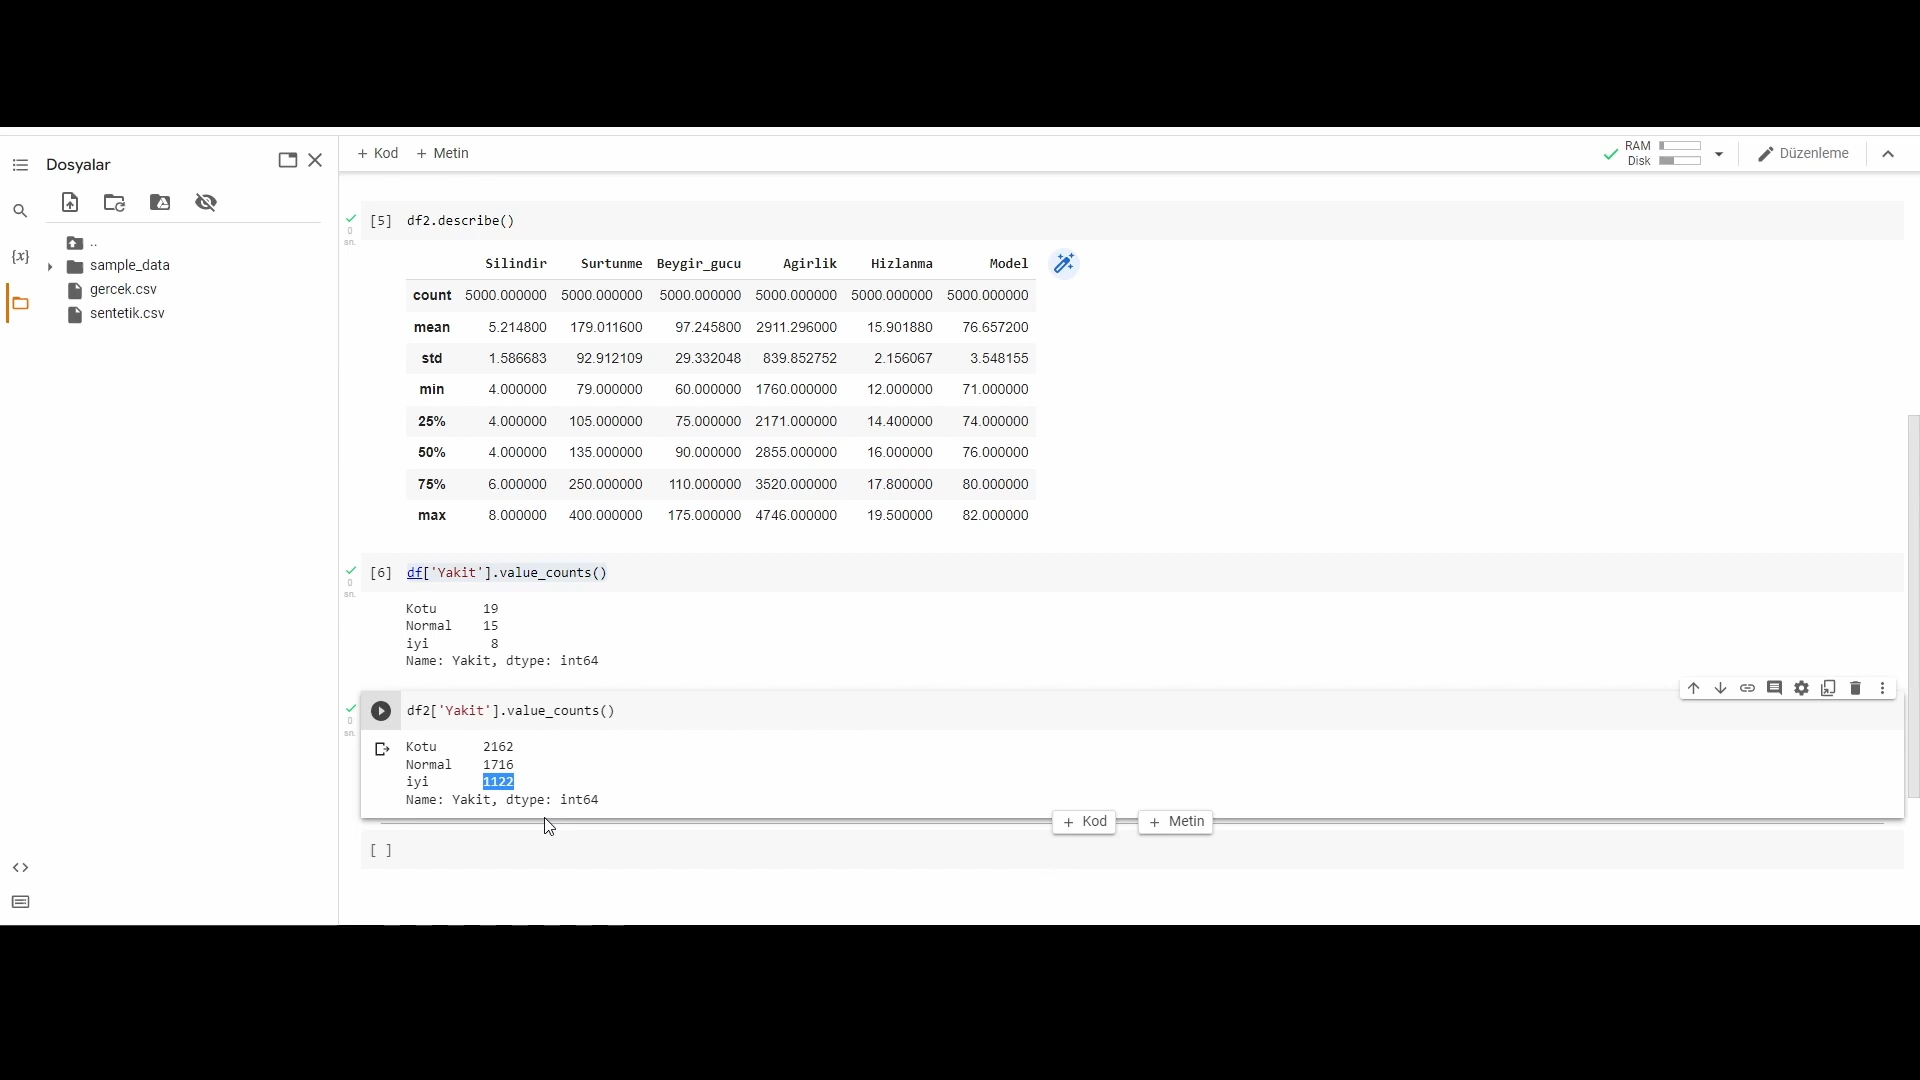 Dosyalar
+ Kod + Metin
RAM
Disk
Düzenleme
{x}
..
sample_data
gercek.csv
sentetik.csv
0
sn.
[5] df2.describe()
Silindir Surtunme Beygir_gucu Agirlik Hizlanma Model
count 5000.000000 5000.000000 5000.000000 5000.000000 5000.000000 5000.000000
mean 5.214800 179.011600 97.245800 2911.296000 15.901880 76.657200
std 1.586683 92.912109 29.332048 839.852752 2.156067 3.548155
min 4.000000 79.000000 60.000000 1760.000000 12.000000 71.000000
25% 4.000000 105.000000 75.000000 2171.000000 14.400000 74.000000
50% 4.000000 135.000000 90.000000 2855.000000 16.000000 76.000000
75% 6.000000 250.000000 110.000000 3520.000000 17.800000 80.000000
max 8.000000 400.000000 175.000000 4746.000000 19.500000 82.000000
0
sn.
[6] df['Yakit'].value_counts()
Kotu 19
Normal 15
iyi 8
Name: Yakit, dtype: int64
0
sn.
df2['Yakit'].value_counts()
Kotu 2162
Normal 1716
iyi 1122
Name: Yakit, dtype: int64
+ Kod + Metin
[ ]